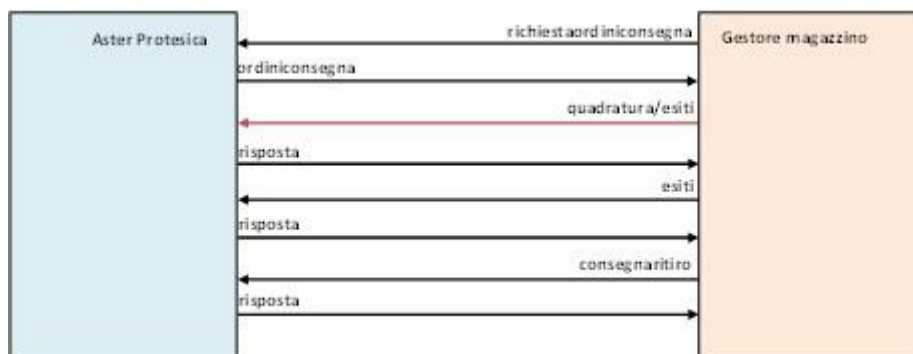 Aster Protesica
richiestaordiniconsegna
Gestore magazzino
ordiniconsegna
quadratura/esiti
risposta
esiti
risposta
consegnaritiro
risposta